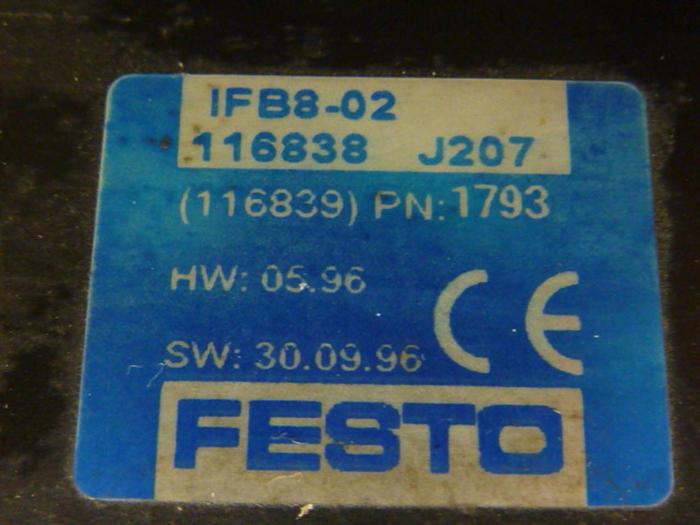 IFB8-02
116838 J207
(116839) PN: 1793
HW: 05.96
SW: 30.09.96
CE
FESTO